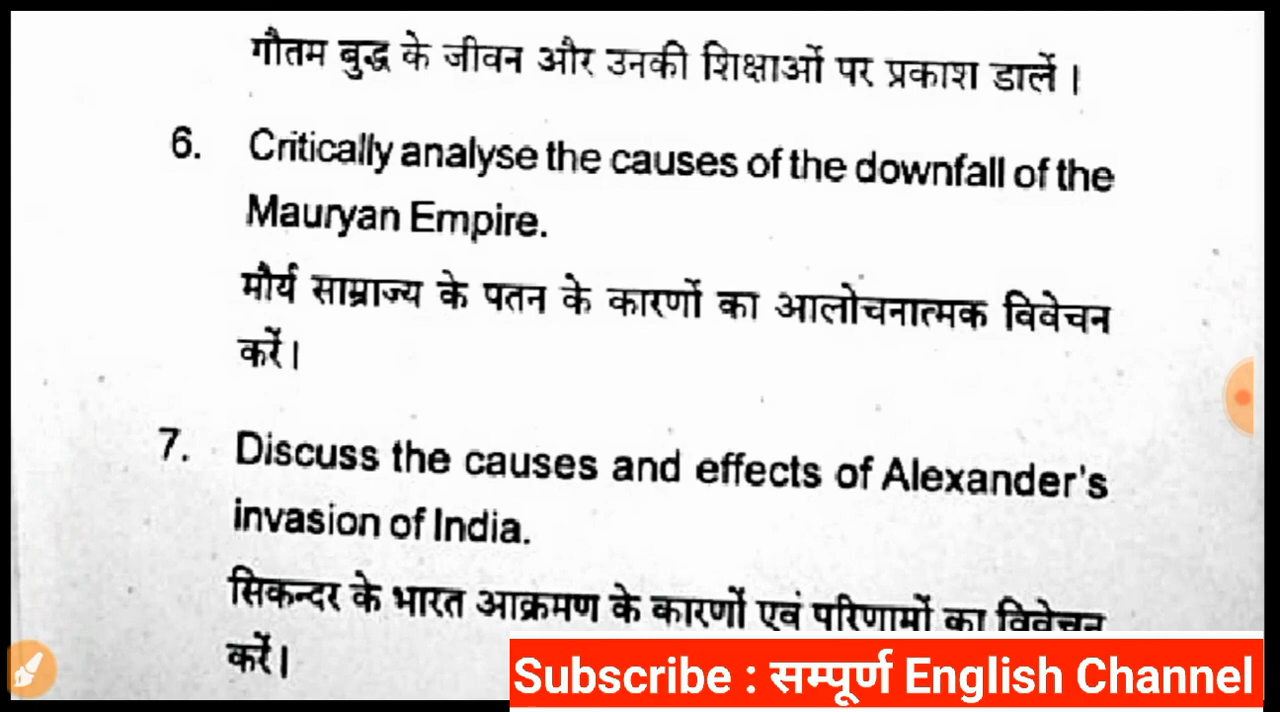 गौतम बुद्ध के जीवन और उनकी शिक्षाओं पर प्रकाश डालें ।
6. Critically analyse the causes of the downfall of the
Mauryan Empire.
मौर्य साम्राज्य के पतन के कारणों का आलोचनात्मक विवेचन
करें।
7. Discuss the causes and effects of Alexander's
invasion of India.
सिकन्दर के भारत आक्रमण के कारणों एवं परिणामों का विवेचन
करें।
Subscribe : सम्पूर्ण English Channel